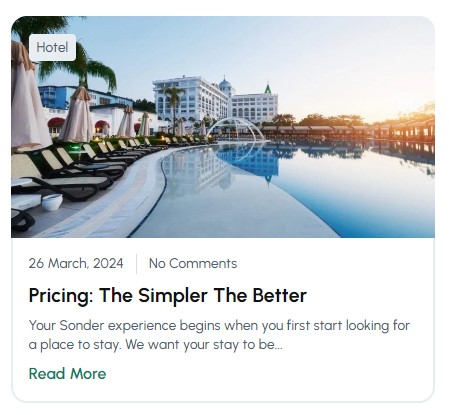 Hotel
26 March, 2024
No Comments
Pricing: The Simpler The Better
Your Sonder experience begins when you first start looking for
a place to stay. We want your stay to be...
Read More